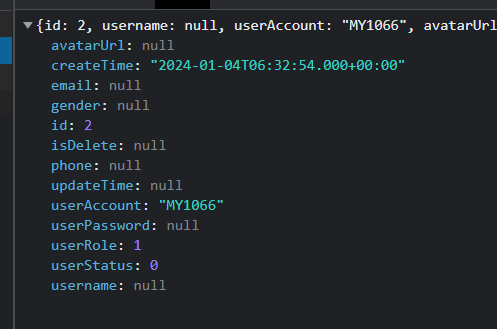 {id: 2, username: null, userAccount: "MY1066", avatarUrl
avatarUrl: null
createTime: "2024-01-04T06:32:54.000+00:00"
email: null
gender: null
id: 2
isDelete: null
phone: null
updateTime: null
userAccount: "MY1066"
userPassword: null
userRole: 1
userStatus: 0
username: null